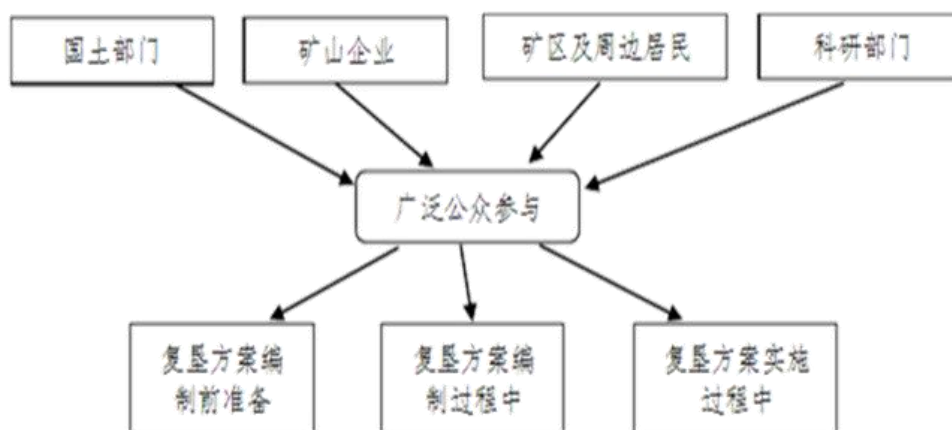 国土部门
矿山企业
矿区及周边居民
科研部门
广泛公众参与
复垦方案编
制前准备
复垦方案编
制过程中
复垦方案实施
过程中